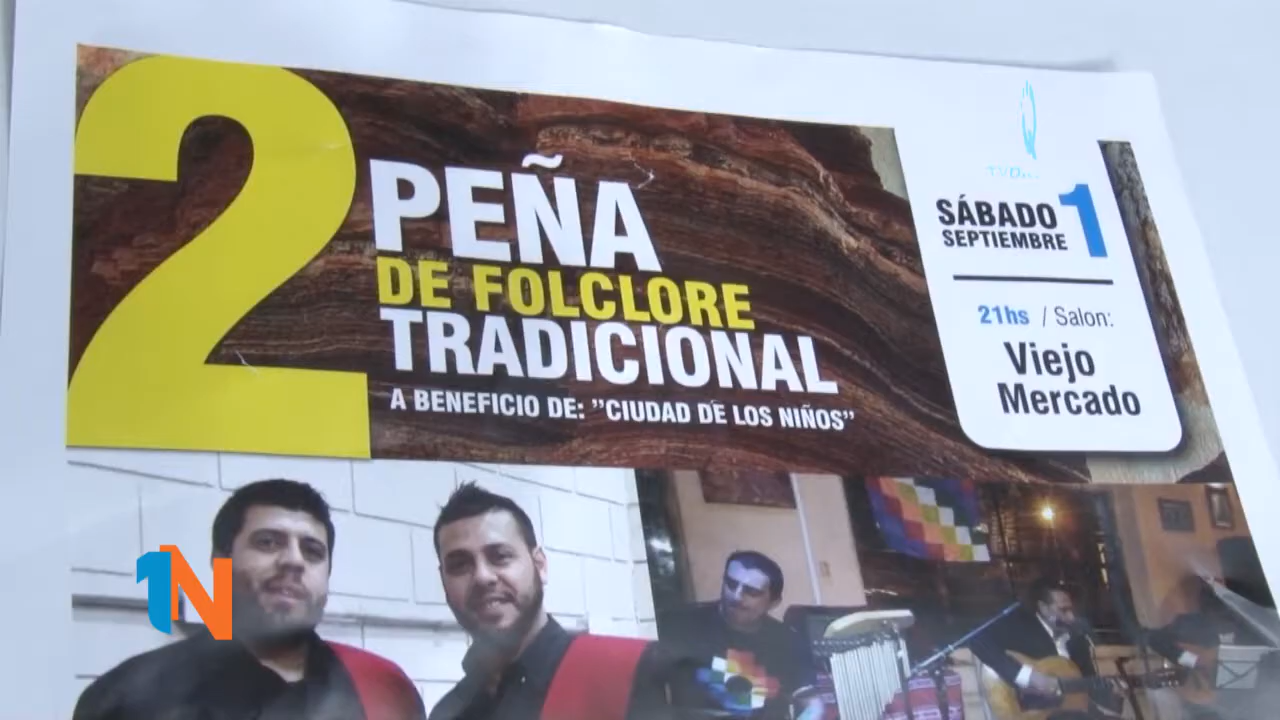 2 PEÑA
DE FOLCLORE
TRADICIONAL
A BENEFICIO DE: "CIUDAD DE LOS NIÑOS"
SÁBADO 1
SEPTIEMBRE
21hs / Salon:
Viejo
Mercado
1N